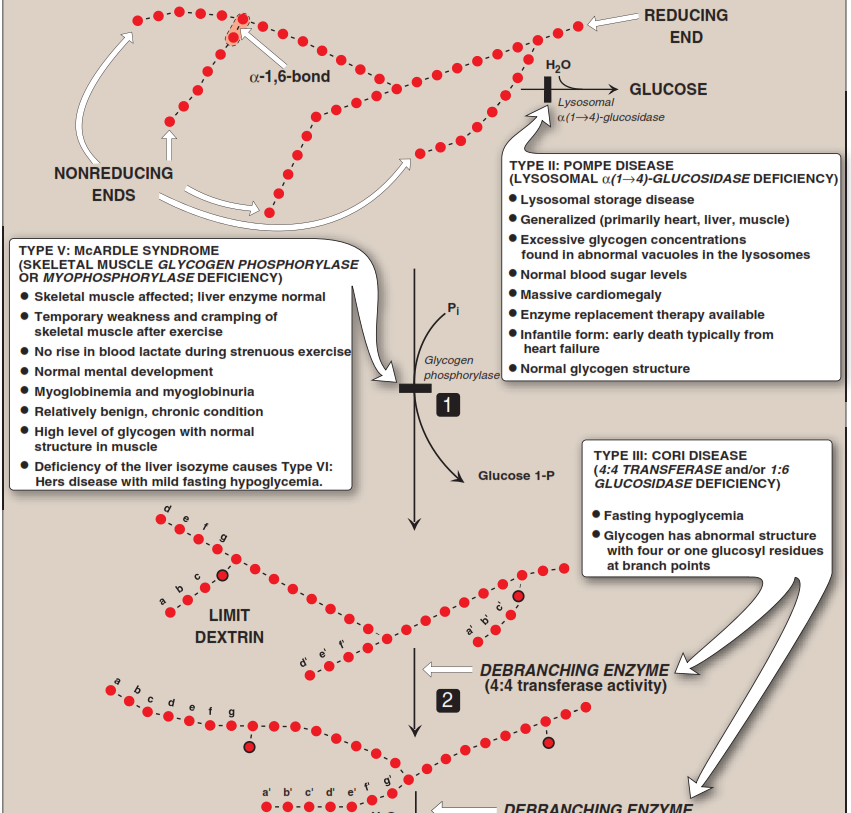 REDUCING
END
α-1,6-bond
H2O
GLUCOSE
Lysosomal
α(1→4)-glucosidase
NONREDUCING
ENDS
TYPE II: POMPE DISEASE
(LYSOSOMAL α(1→4)-GLUCOSIDASE DEFICIENCY)
● Lysosomal storage disease
● Generalized (primarily heart, liver, muscle)
● Excessive glycogen concentrations
found in abnormal vacuoles in the lysosomes
● Normal blood sugar levels
● Massive cardiomegaly
● Enzyme replacement therapy available
● Infantile form: early death typically from
heart failure
● Normal glycogen structure
TYPE V: McARDLE SYNDROME
(SKELETAL MUSCLE GLYCOGEN PHOSPHORYLASE
OR MYOPHOSPHORYLASE DEFICIENCY)
● Skeletal muscle affected; liver enzyme normal
● Temporary weakness and cramping of
skeletal muscle after exercise
● No rise in blood lactate during strenuous exercise
● Normal mental development
● Myoglobinemia and myoglobinuria
● Relatively benign, chronic condition
● High level of glycogen with normal
structure in muscle
● Deficiency of the liver isozyme causes Type VI:
Hers disease with mild fasting hypoglycemia.
Pi
Glycogen
phosphorylase
1
Glucose 1-P
TYPE III: CORI DISEASE
(4:4 TRANSFERASE and/or 1:6
GLUCOSIDASE DEFICIENCY)
● Fasting hypoglycemia
● Glycogen has abnormal structure
with four or one glucosyl residues
at branch points
d e f g
a b c
LIMIT
DEXTRIN
d' e' f'
a' b' c'
DEBRANCHING ENZYME
(4:4 transferase activity)
2
a b c d e f g
a' b' c' d' e' f' g'
DEBRANCHING ENZYME